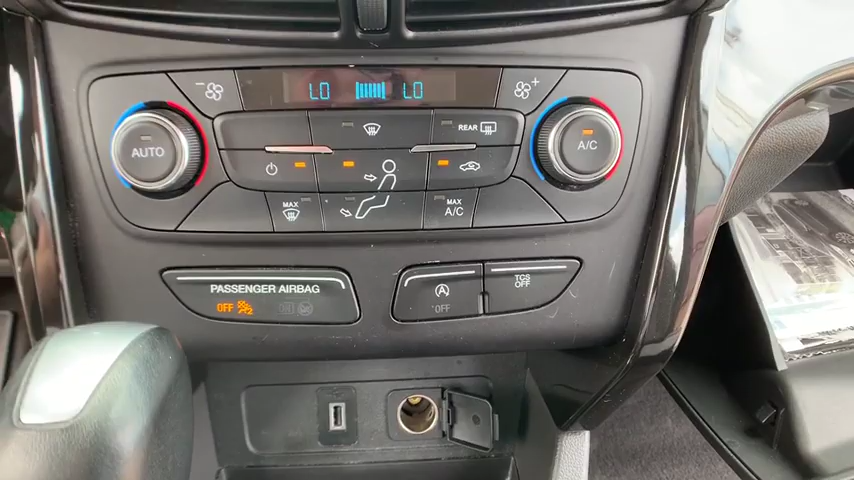 LO LO
REAR
AUTO
A/C
MAX
MAX
A/C
PASSENGER AIRBAG
OFF
A
OFF
TCS
OFF